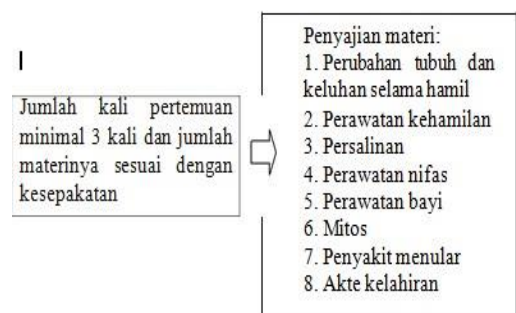 Jumlah kali pertemuan
minimal 3 kali dan jumlah
materinya sesuai dengan
kesepakatan
Penyajian materi:
1. Perubahan tubuh dan
keluhan selama hamil
2. Perawatan kehamilan
3. Persalinan
4. Perawatan nifas
5. Perawatan bayi
6. Mitos
7. Penyakit menular
8. Akte kelahiran